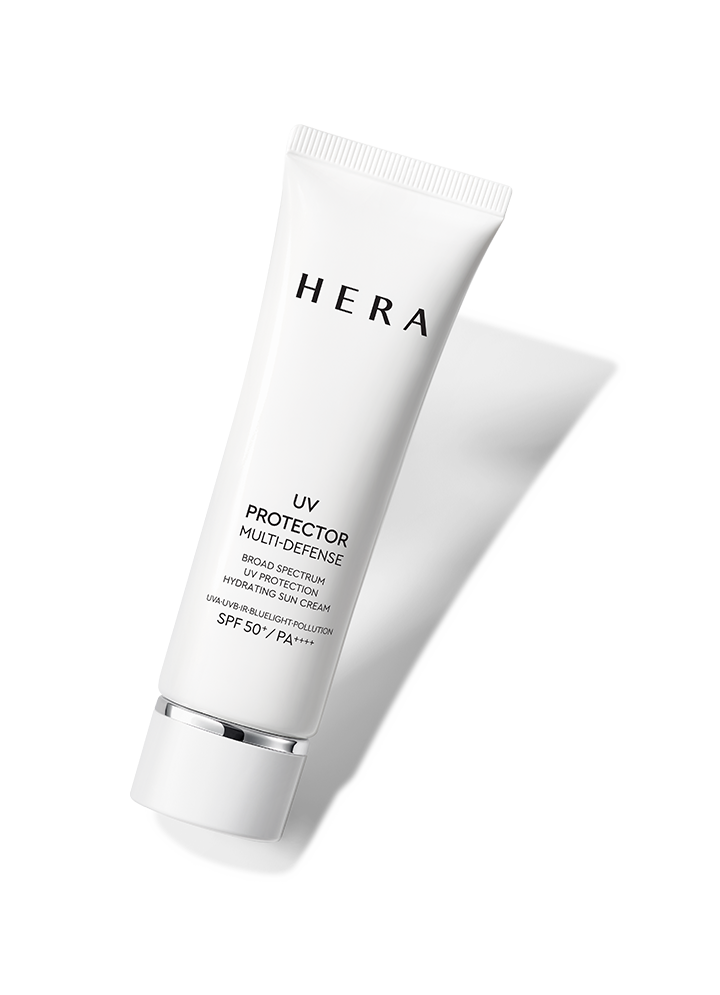 HERA
UV
PROTECTOR
MULTI-DEFENSE
BROAD SPECTRUM
UV PROTECTION
HYDRATING SUN CREAM
UVA·UVB·IR·BLUELIGHT·POLLUTION
SPF 50⁺/ PA⁺⁺⁺⁺